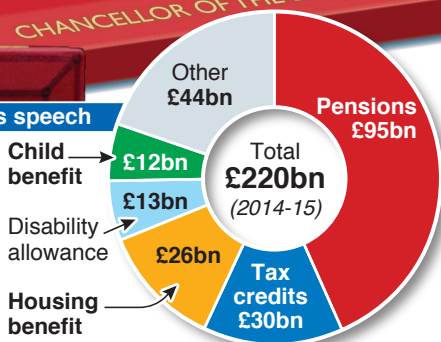 CHANCELLOR OF THE
s speech
Other
£44bn
Pensions
£95bn
Child
benefit
£12bn
Total
£220bn
(2014-15)
£13bn
Disability
allowance
£26bn
Housing
benefit
Tax
credits
£30bn